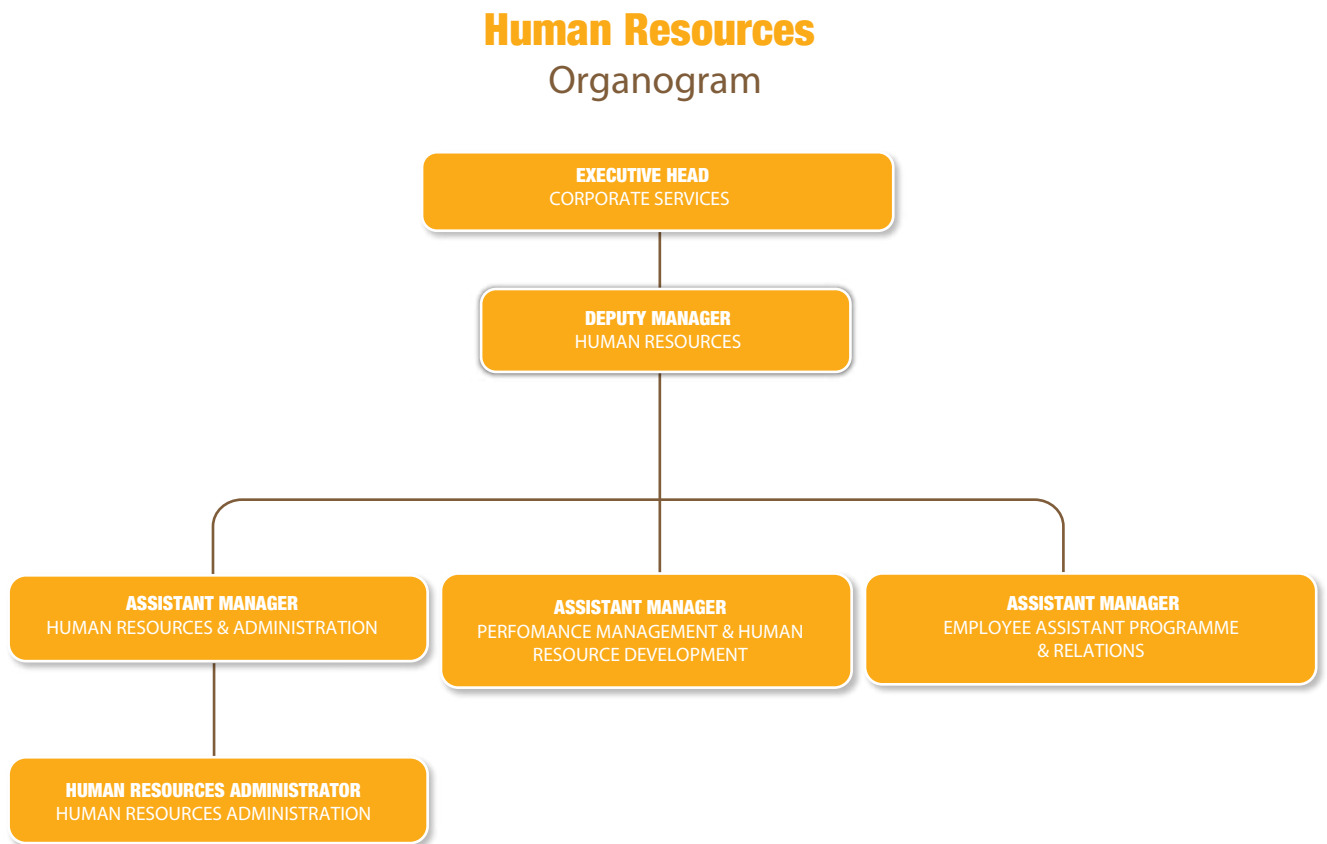 Human Resources
Organogram
EXECUTIVE HEAD
CORPORATE SERVICES
DEPUTY MANAGER
HUMAN RESOURCES
ASSISTANT MANAGER
HUMAN RESOURCES & ADMINISTRATION
ASSISTANT MANAGER
PERFOMANCE MANAGEMENT & HUMAN
RESOURCE DEVELOPMENT
ASSISTANT MANAGER
EMPLOYEE ASSISTANT PROGRAMME
& RELATIONS
HUMAN RESOURCES ADMINISTRATOR
HUMAN RESOURCES ADMINISTRATION